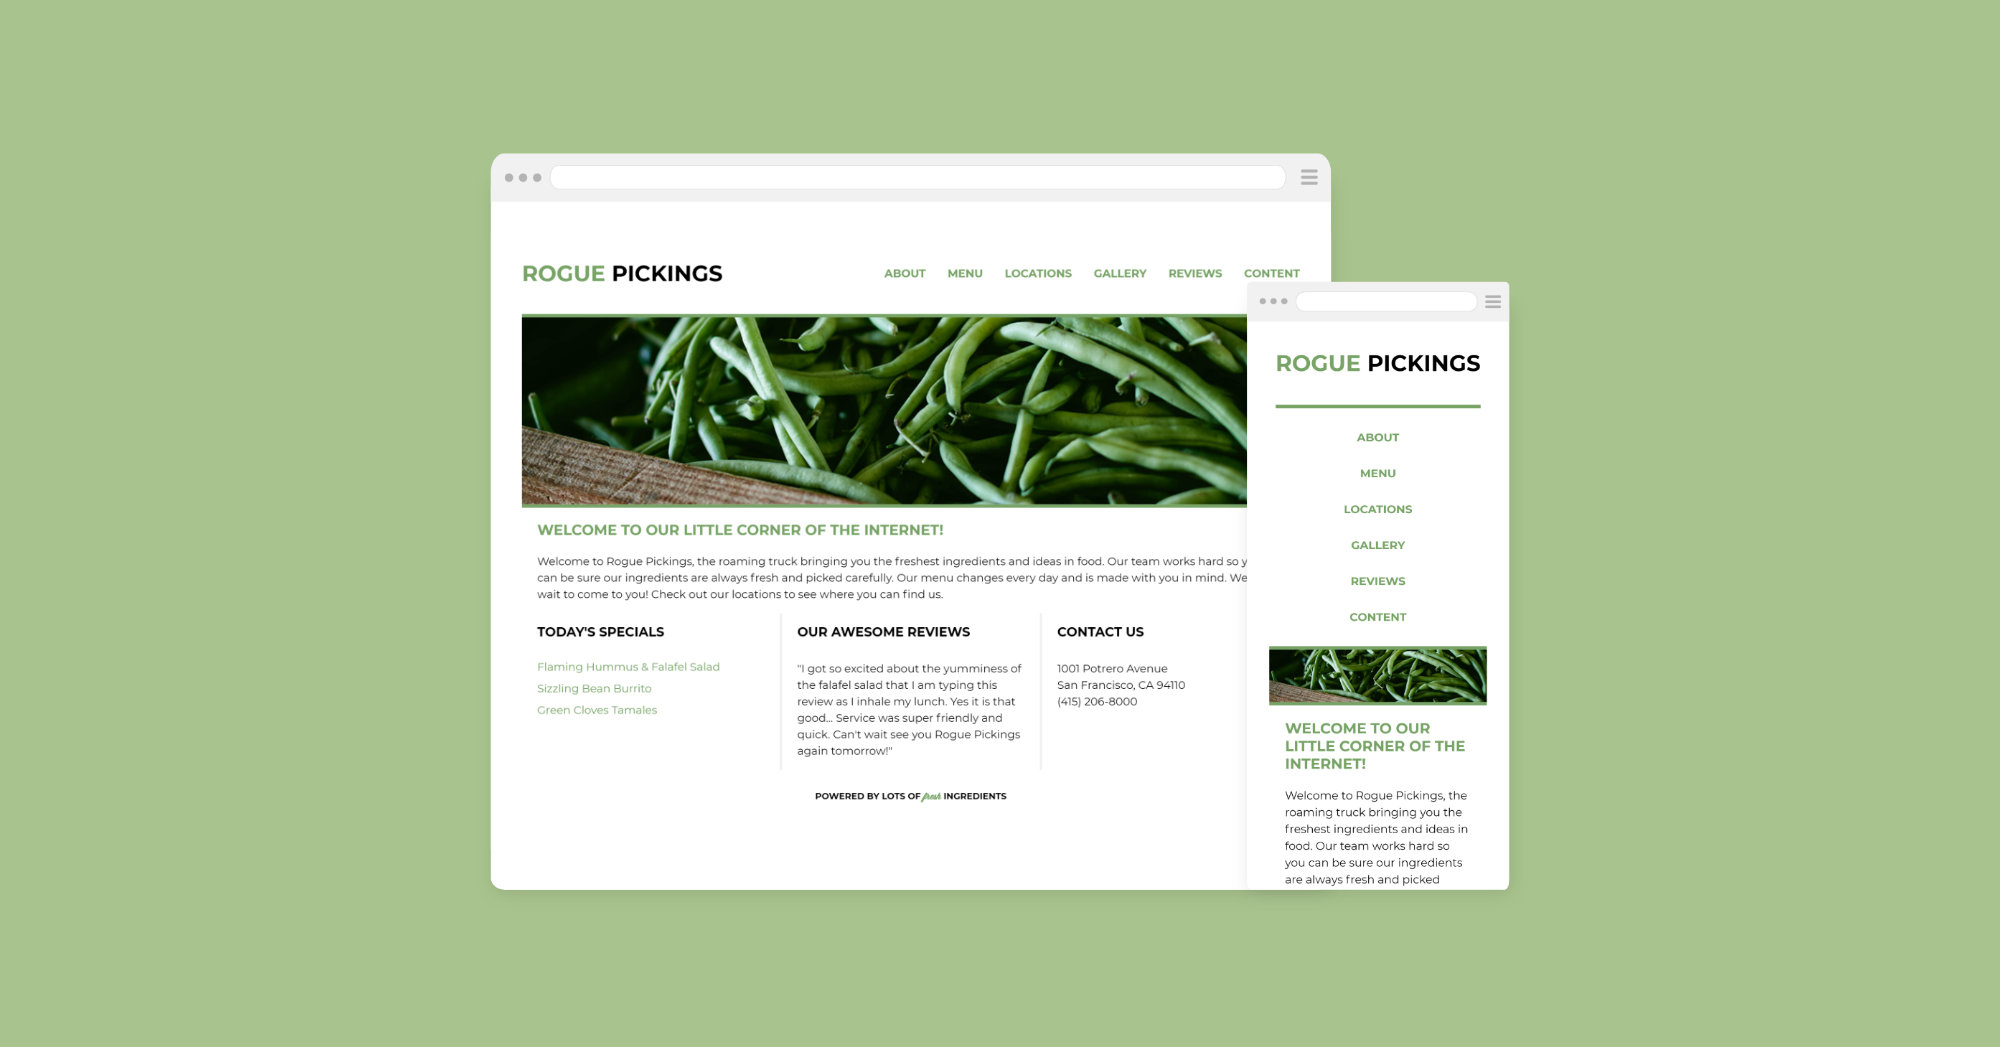 ROGUE PICKINGS
ABOUT MENU LOCATIONS GALLERY REVIEWS CONTENT
WELCOME TO OUR LITTLE CORNER OF THE INTERNET!
Welcome to Rogue Pickings, the roaming truck bringing you the freshest ingredients and ideas in food. Our team works hard so
can be sure our ingredients are always fresh and picked carefully. Our menu changes every day and is made with you in mind. We
wait to come to you! Check out our locations to see where you can find us.
TODAY'S SPECIALS
Flaming Hummus & Falafel Salad
Sizzling Bean Burrito
Green Cloves Tamales
OUR AWESOME REVIEWS
"I got so excited about the yumminess of
the falafel salad that I am typing this
review as I inhale my lunch. Yes it is that
good... Service was super friendly and
quick. Can't wait see you Rogue Pickings
again tomorrow!"
CONTACT US
1001 Potrero Avenue
San Francisco, CA 94110
(415) 206-8000
POWERED BY LOTS OF fresh INGREDIENTS
ROGUE PICKINGS
ABOUT
MENU
LOCATIONS
GALLERY
REVIEWS
CONTENT
WELCOME TO OUR
LITTLE CORNER OF THE
INTERNET!
Welcome to Rogue Pickings, the
roaming truck bringing you the
freshest ingredients and ideas in
food. Our team works hard so
you can be sure our ingredients
are always fresh and picked